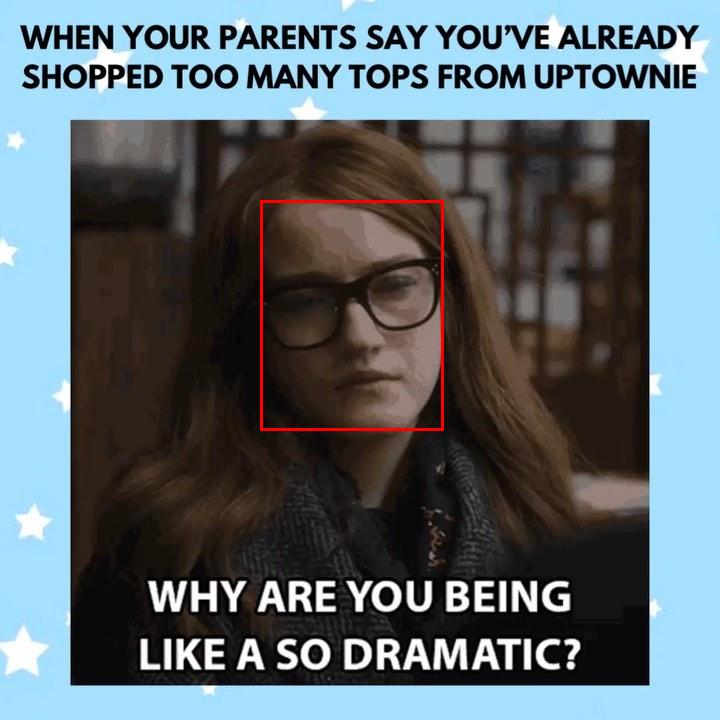 WHEN YOUR PARENTS SAY YOU’VE ALREADY
SHOPPED TOO MANY TOPS FROM UPTOWNIE
WHY ARE YOU BEING
LIKE A SO DRAMATIC?